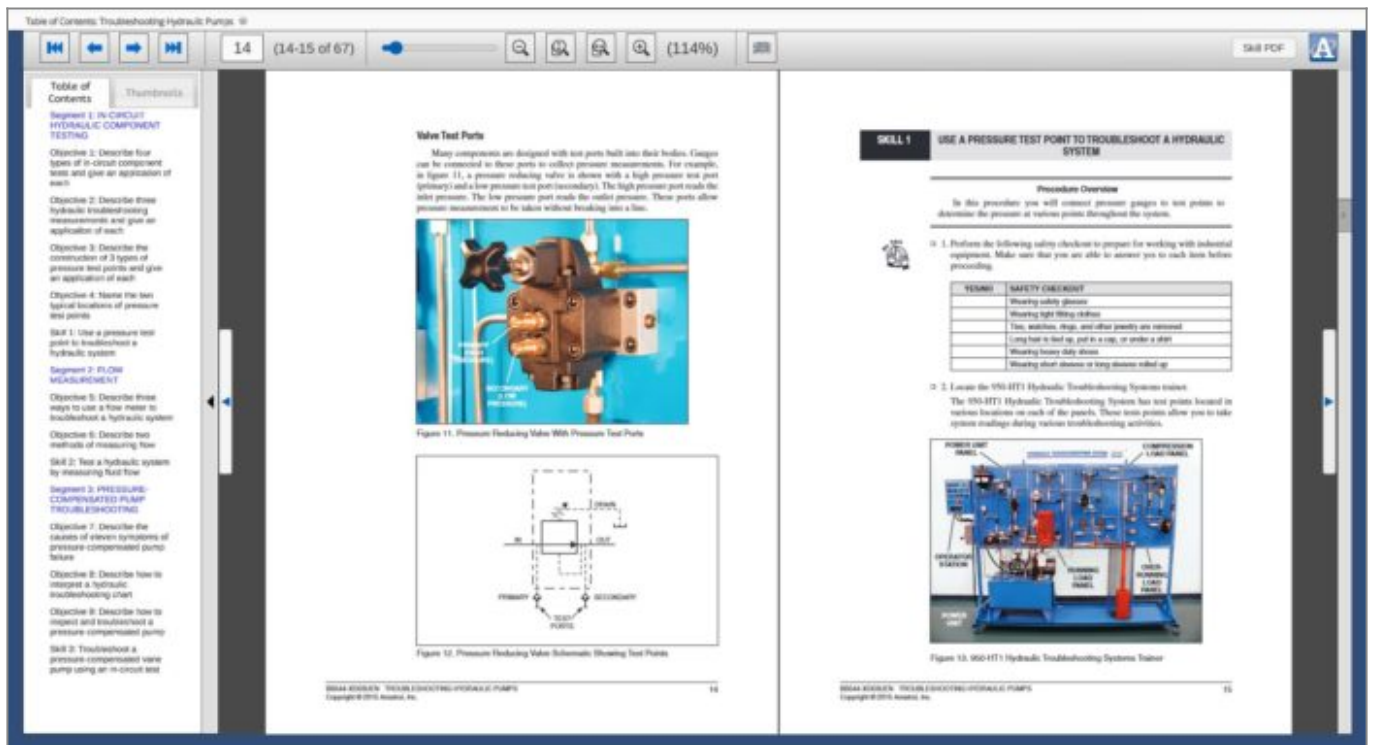 Table of Contents: Troubleshooting Hydraulic Pumps
14 (14-15 of 67) (114%) Skill PDF
Table of
Contents
Thumbnails
Segment 1: IN-CIRCUIT
HYDRAULIC COMPONENT
TESTING
Objective 1: Describe four
types of in-circuit component
tests and give an application of
each
Objective 2: Describe three
hydraulic troubleshooting
measurements and give an
application of each
Objective 3: Describe the
construction of 3 types of
pressure test points and give
an application of each
Objective 4: Name the two
typical locations of pressure
test points
Skill 1: Use a pressure test
point to troubleshoot a
hydraulic system
Segment 2: FLOW
MEASUREMENT
Objective 5: Describe three
ways to use a flow meter to
troubleshoot a hydraulic system
Objective 6: Describe two
methods of measuring flow
Skill 2: Test a hydraulic system
by measuring fluid flow
Segment 3: PRESSURE-
COMPENSATED PUMP
TROUBLESHOOTING
Objective 7: Describe the
causes of eleven symptoms of
pressure-compensated pump
failure
Objective 8: Describe how to
interpret a hydraulic
troubleshooting chart
Objective 9: Describe how to
inspect and troubleshoot a
pressure-compensated pump
Skill 3: Troubleshoot a
pressure-compensated vane
pump using an in-circuit test
Valve Test Ports
Many components are designed with test ports built into their bodies. Gauges
can be connected to these ports to collect pressure measurements. For example,
in figure 11, a pressure reducing valve is shown with a high pressure test port
(primary) and a low pressure test port (secondary). The high pressure port reads the
inlet pressure. The low pressure port reads the outlet pressure. These ports allow
pressure measurement to be taken without breaking into a line.
PRIMARY
(HIGH
PRESSURE)
SECONDARY
(LOW
PRESSURE)
Figure 11. Pressure Reducing Valve With Pressure Test Ports
DRAIN
IN OUT
PRIMARY SECONDARY
TEST
PORTS
Figure 12. Pressure Reducing Valve Schematic Showing Test Points
TROUBLESHOOTING HYDRAULIC PUMPS 14
Copyright © Amatrol, Inc.
SKILL 1 USE A PRESSURE TEST POINT TO TROUBLESHOOT A HYDRAULIC
SYSTEM
Procedure Overview
In this procedure you will connect pressure gauges to test points to
determine the pressure at various points throughout the system.
1. Perform the following safety checkout to prepare for working with industrial
equipment. Make sure that you are able to answer yes to each item before
proceeding.
YES/NO SAFETY CHECKOUT
Wearing safety glasses
Wearing tight fitting clothes
Ties, watches, rings, and other jewelry are removed
Long hair is tied up, put in a cap, or under a shirt
Wearing heavy duty shoes
Wearing short sleeves or long sleeves rolled up
2. Locate the 950-HT1 Hydraulic Troubleshooting Systems trainer.
The 950-HT1 Hydraulic Troubleshooting System has test points located in
various locations on each of the panels. These tests points allow you to take
system readings during various troubleshooting activities.
POWER UNIT
PANEL
COMPRESSION
LOAD PANEL
OPERATOR
STATION
RUNNING
LOAD
PANEL
OVER-
RUNNING
LOAD
PANEL
POWER
UNIT
Figure 13. 950-HT1 Hydraulic Troubleshooting Systems Trainer
TROUBLESHOOTING HYDRAULIC PUMPS 15
Copyright © Amatrol, Inc.